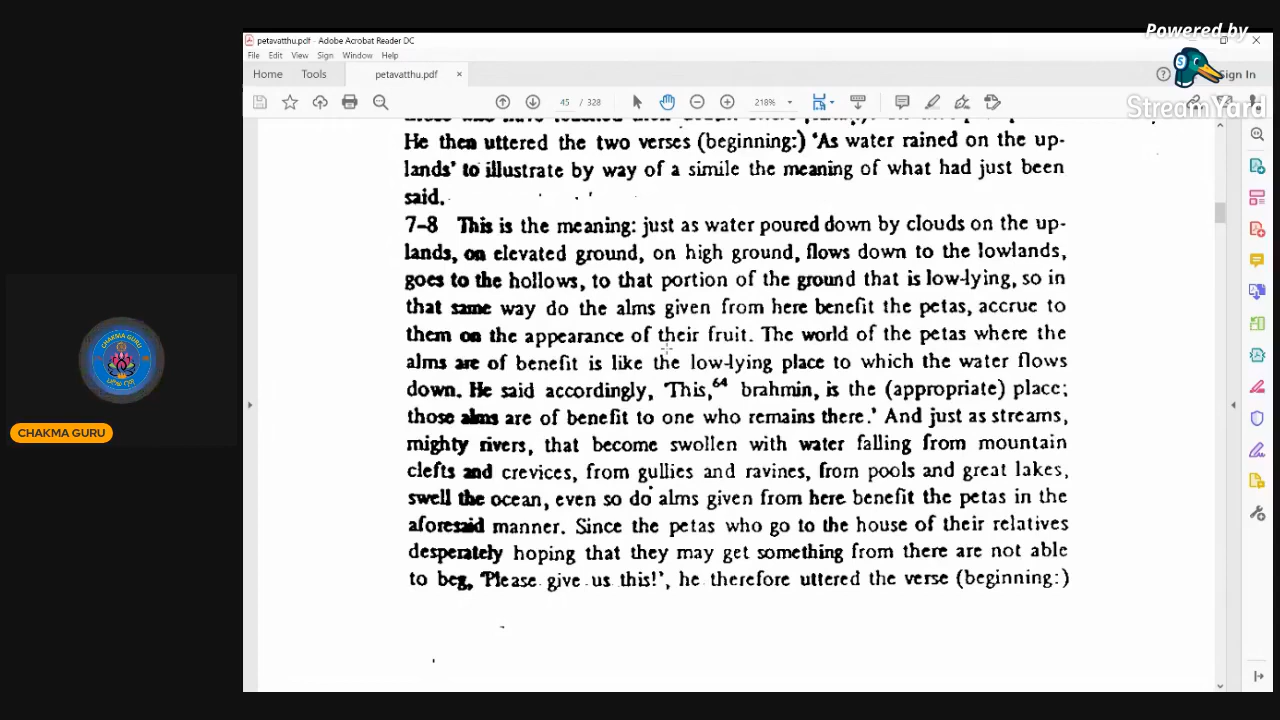 Powered by
StreamYard
petavatthu.pdf - Adobe Acrobat Reader DC
File Edit View Sign Window Help
Home Tools petavatthu.pdf × Sign In
45 / 328 218%
He then uttered the two verses (beginning:) 'As water rained on the up-
lands' to illustrate by way of a simile the meaning of what had just been
said.
7–8 This is the meaning: just as water poured down by clouds on the up-
lands, on elevated ground, on high ground, flows down to the lowlands,
goes to the hollows, to that portion of the ground that is low-lying, so in
that same way do the alms given from here benefit the petas, accrue to
them on the appearance of their fruit. The world of the petas where the
alms are of benefit is like the low-lying place to which the water flows
down. He said accordingly, 'This,⁶⁴ brahmin, is the (appropriate) place;
those alms are of benefit to one who remains there.' And just as streams,
mighty rivers, that become swollen with water falling from mountain
clefts and crevices, from gullies and ravines, from pools and great lakes,
swell the ocean, even so do alms given from here benefit the petas in the
aforesaid manner. Since the petas who go to the house of their relatives
desperately hoping that they may get something from there are not able
to beg, 'Please give us this!', he therefore uttered the verse (beginning:)
CHAKMA GURU
CHAKMA GURU